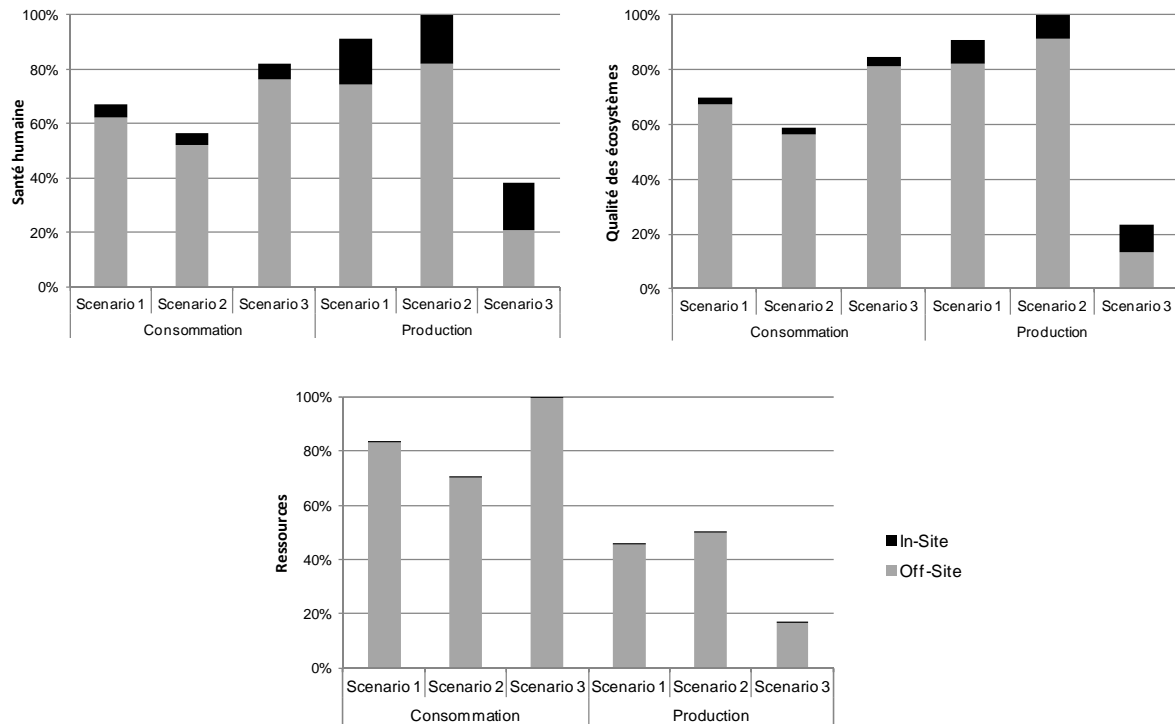 Santé humaine
100%
80%
60%
40%
20%
0%
Scenario 1 Scenario 2 Scenario 3 Scenario 1 Scenario 2 Scenario 3
Consommation Production
Qualité des écosystèmes
100%
80%
60%
40%
20%
0%
Scenario 1 Scenario 2 Scenario 3 Scenario 1 Scenario 2 Scenario 3
Consommation Production
Ressources
100%
80%
60%
40%
20%
0%
Scenario 1 Scenario 2 Scenario 3 Scenario 1 Scenario 2 Scenario 3
Consommation Production
In-Site
Off-Site